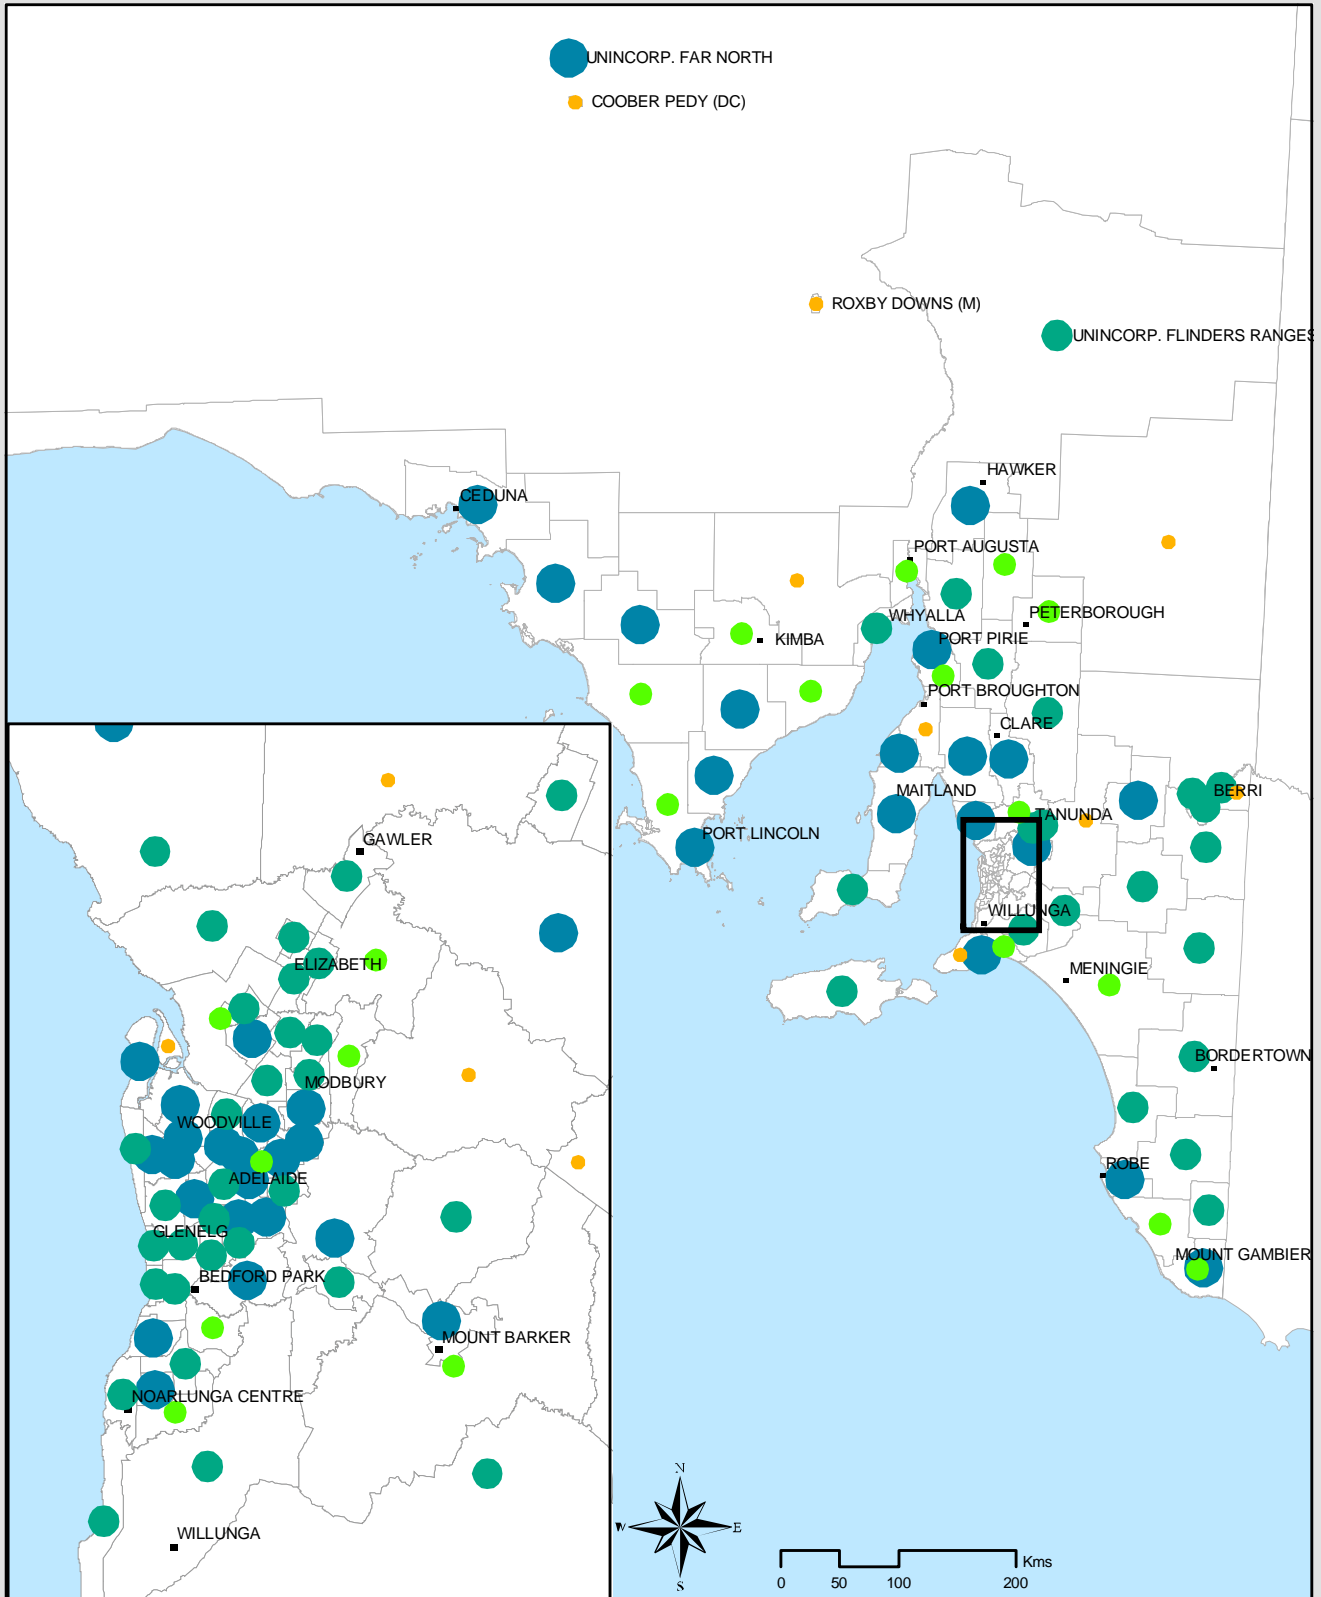 UNINCORP. FAR NORTH
COOBER PEDY (DC)
ROXBY DOWNS (M)
UNINCORP. FLINDERS RANGES
HAWKER
CEDUNA
PORT AUGUSTA
PETERBOROUGH
WHYALLA
PORT PIRIE
KIMBA
PORT BROUGHTON
CLARE
MAITLAND
BERRI
TANUNDA
PORT LINCOLN
WILLUNGA
MENINGIE
BORDERTOWN
ROBE
MOUNT GAMBIER
GAWLER
ELIZABETH
MODBURY
WOODVILLE
ADELAIDE
GLENELG
BEDFORD PARK
MOUNT BARKER
NOARLUNGA CENTRE
WILLUNGA
N
W
E
S
Kms
0 50 100 200